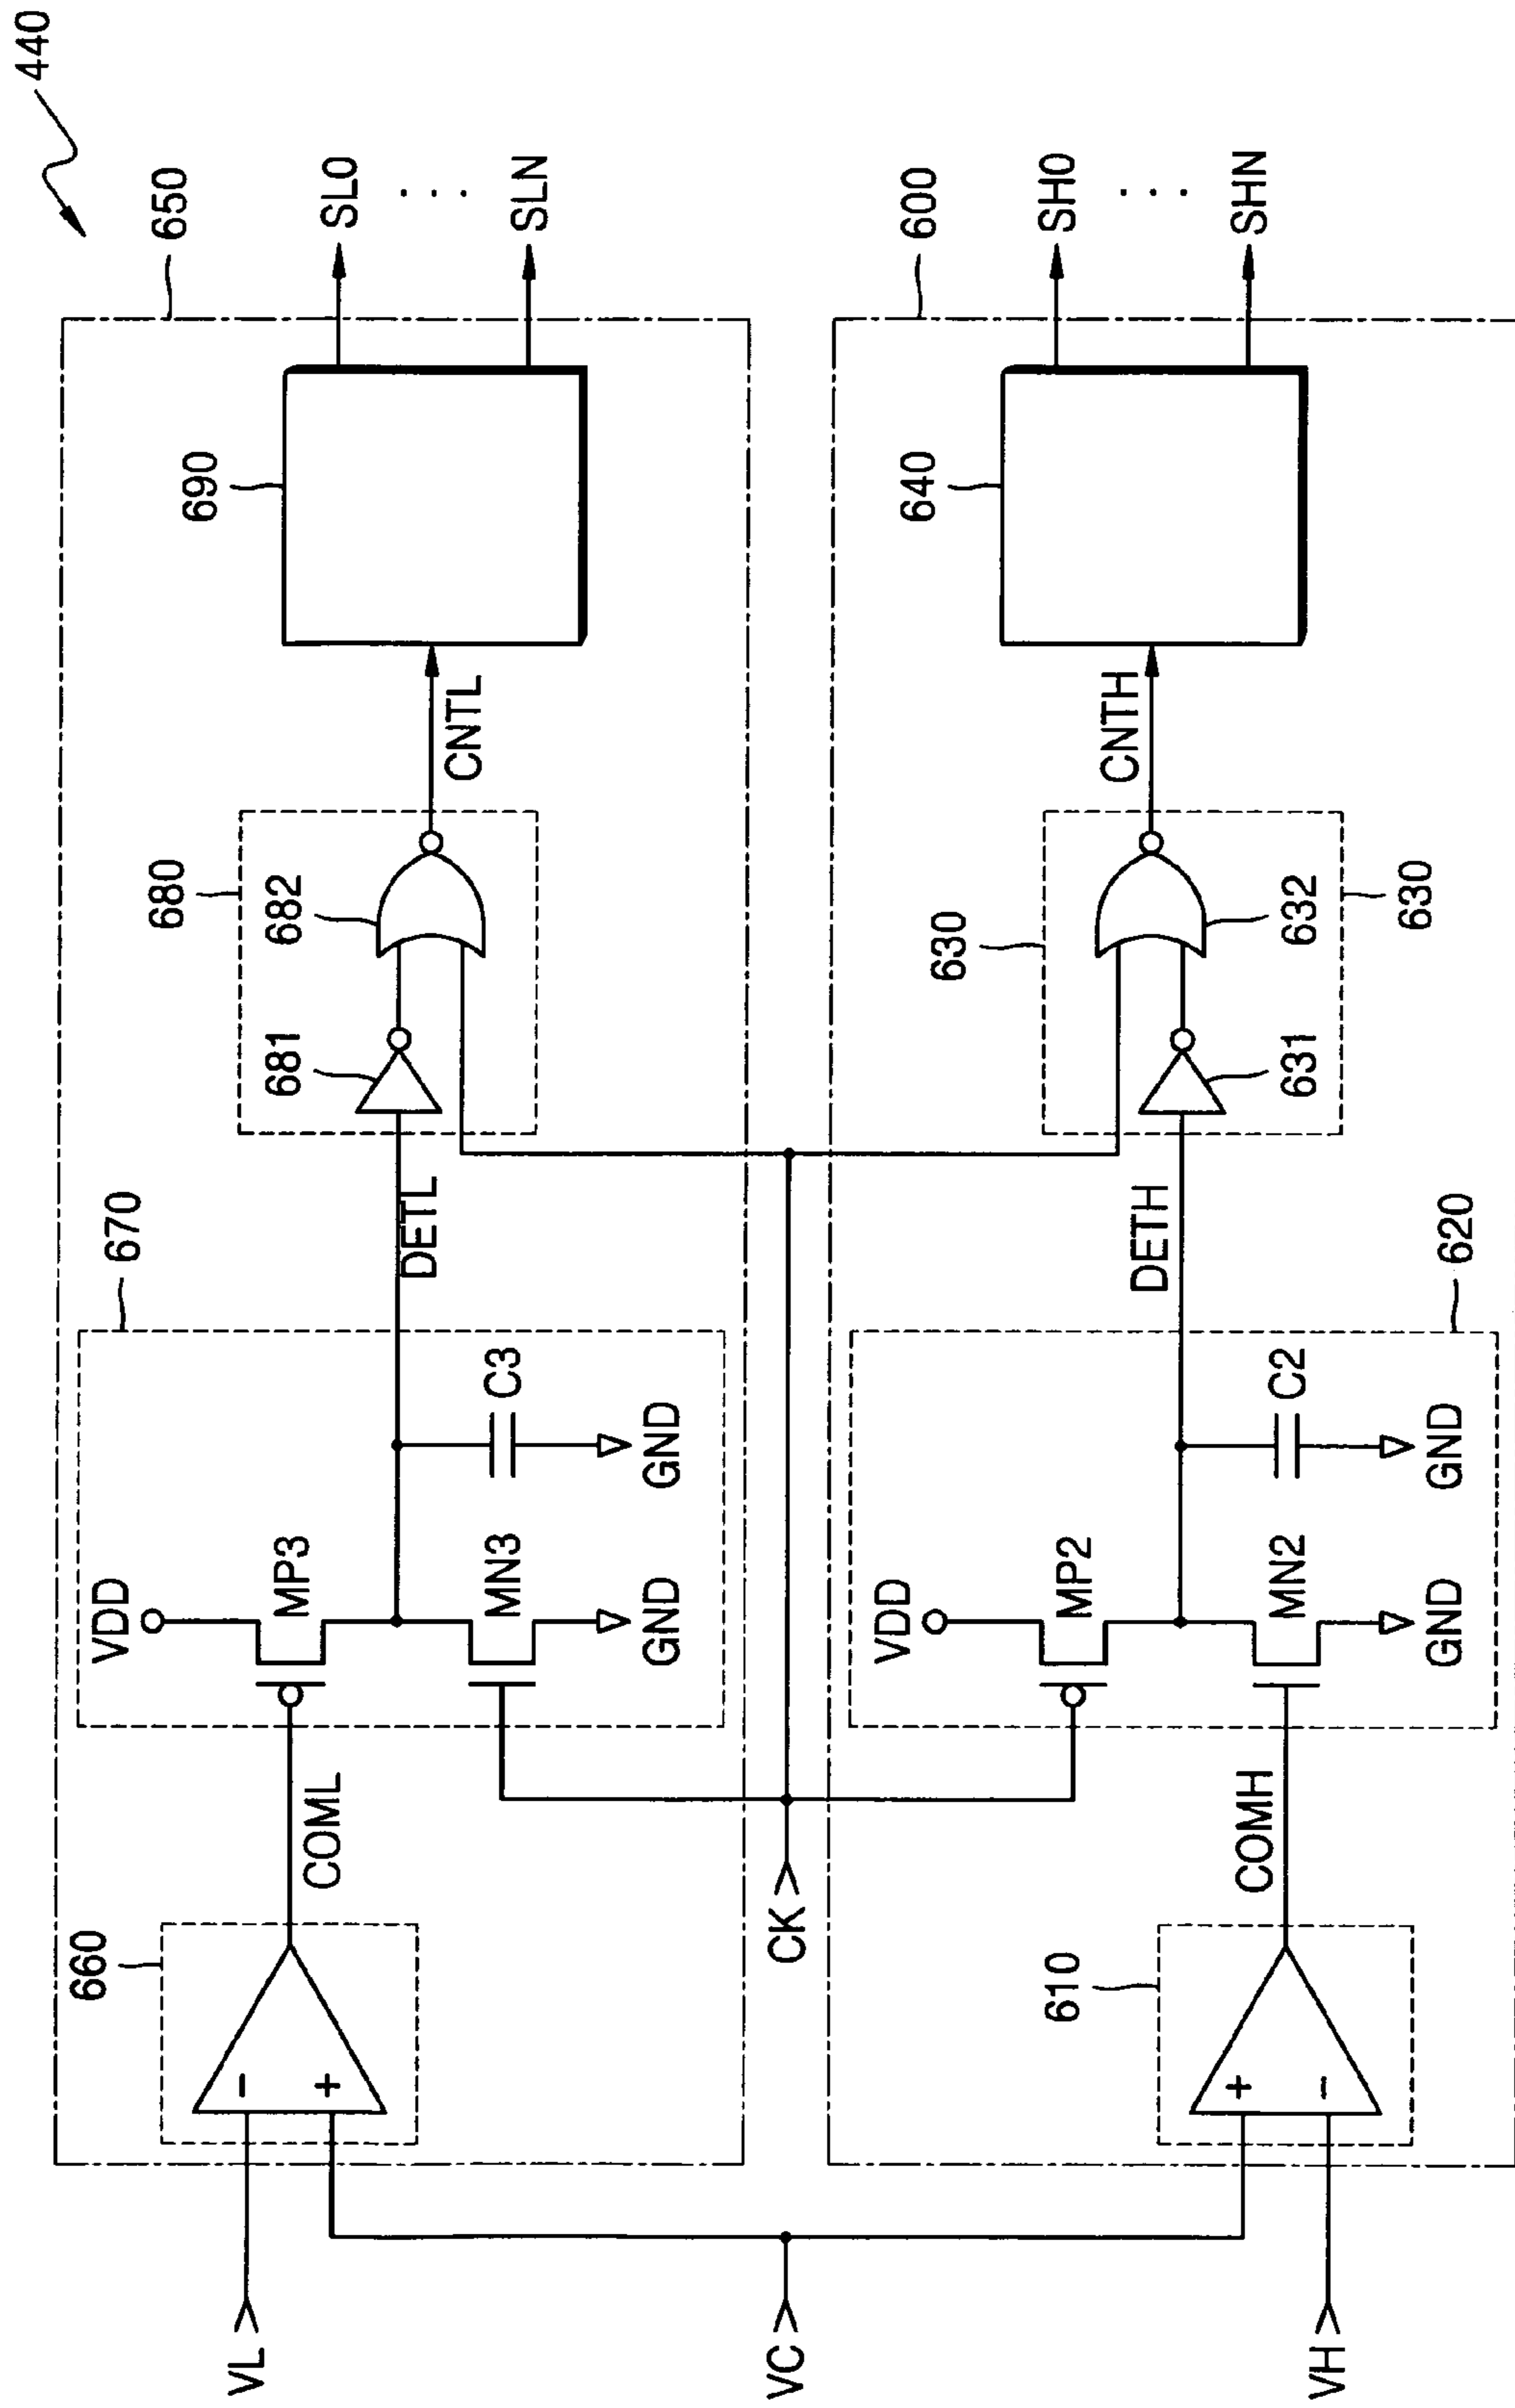 440
650
SL0
...
SLN
690
CNTL
680
682
681
DETL
670
C3
GND
VDD
MP3
MN3
GND
COML
660
-
+
VL
CK
VC
600
SH0
...
SHN
640
CNTH
630
632
630
631
DETH
620
C2
GND
VDD
MP2
MN2
GND
COMH
610
+
-
VH